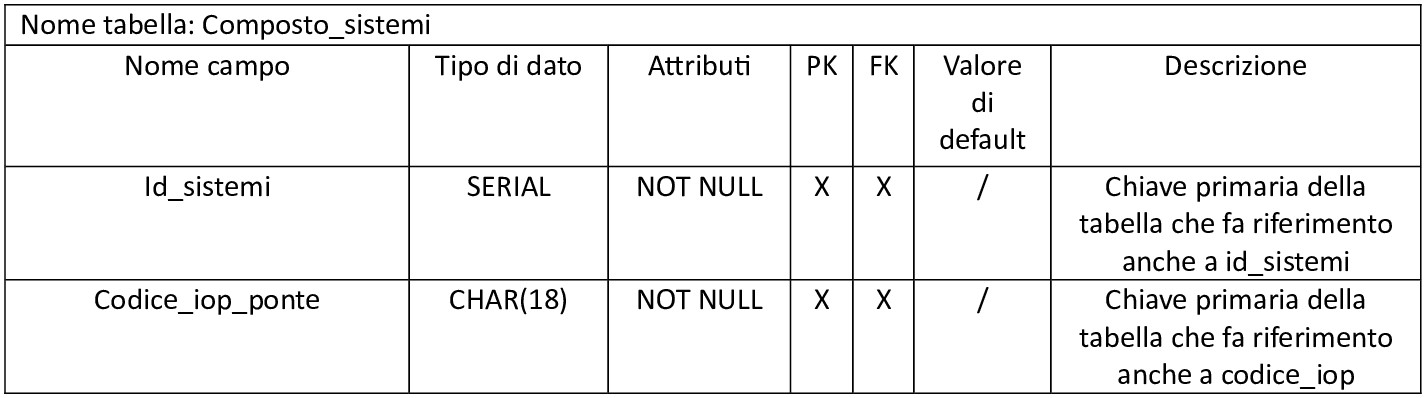 Nome tabella: Composto_sistemi
Nome campo Tipo di dato Attributi PK FK Valore di default Descrizione
Id_sistemi SERIAL NOT NULL X X / Chiave primaria della tabella che fa riferimento anche a id_sistemi
Codice_iop_ponte CHAR(18) NOT NULL X X / Chiave primaria della tabella che fa riferimento anche a codice_iop